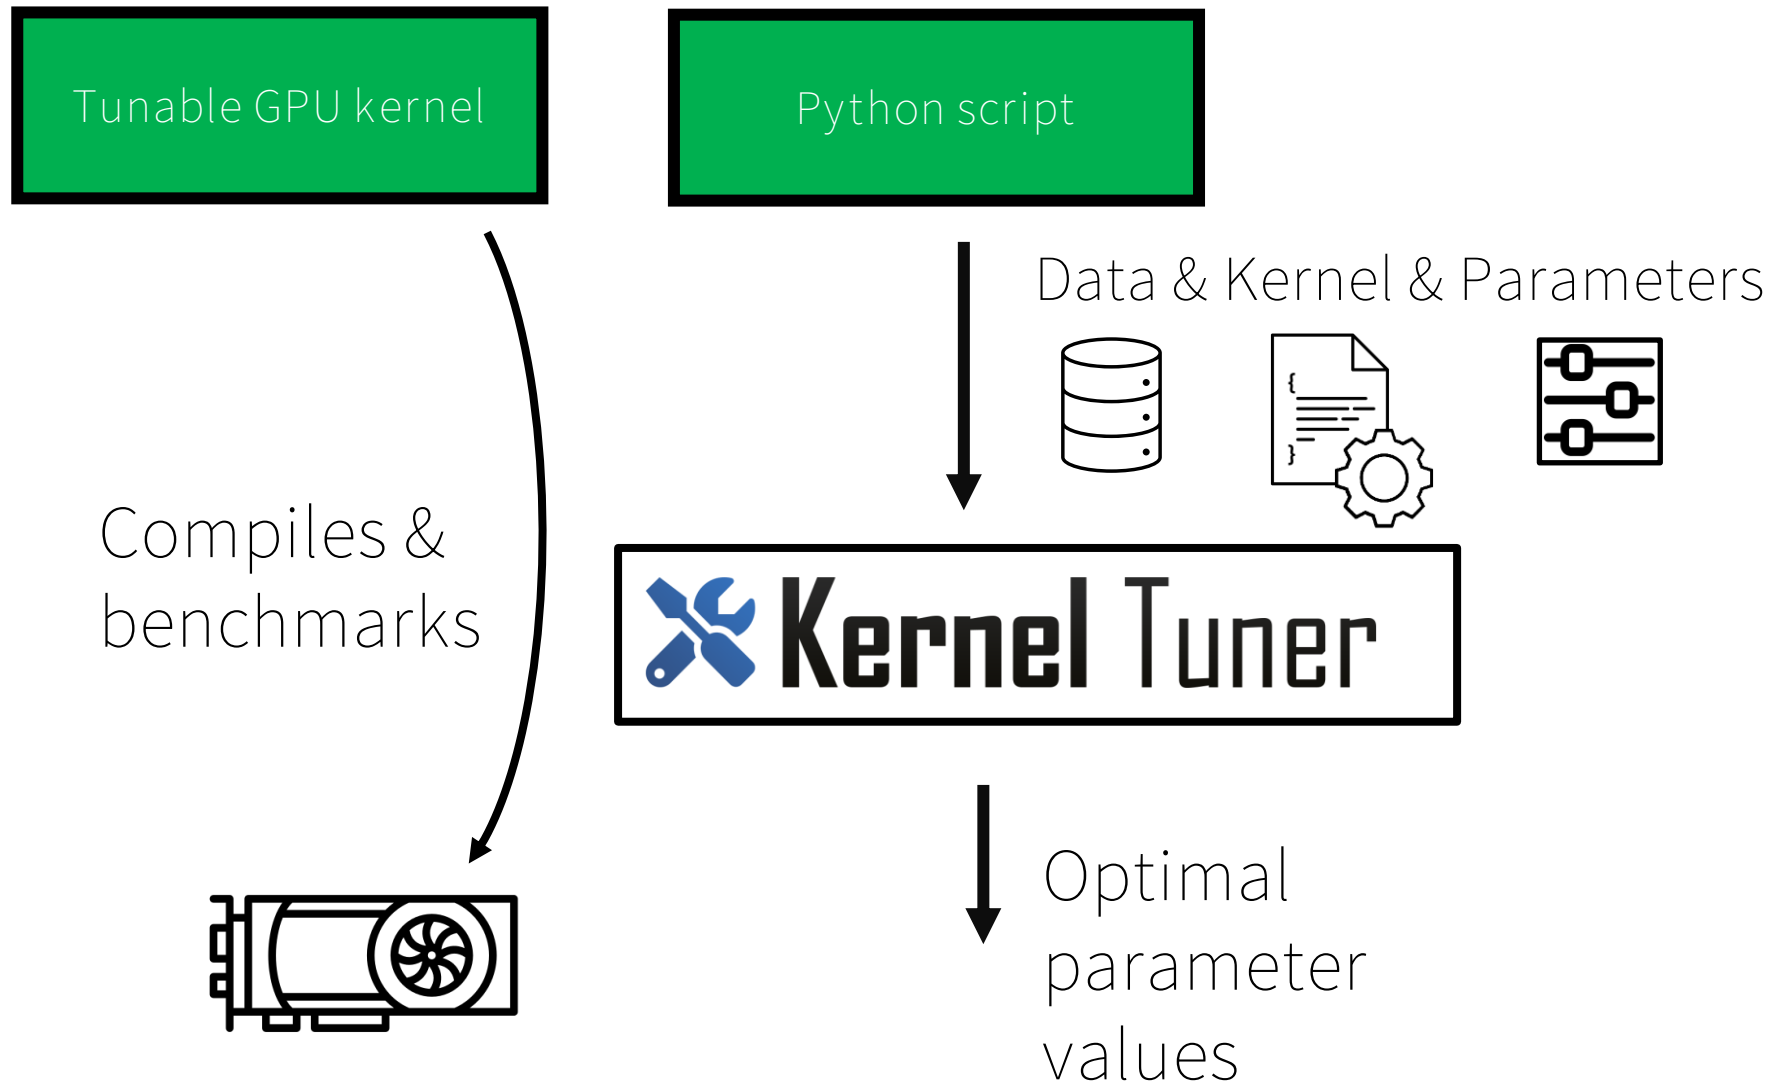 Tunable GPU kernel
Python script
Data & Kernel & Parameters
{
}
Compiles &
benchmarks
Kernel Tuner
Optimal
parameter
values